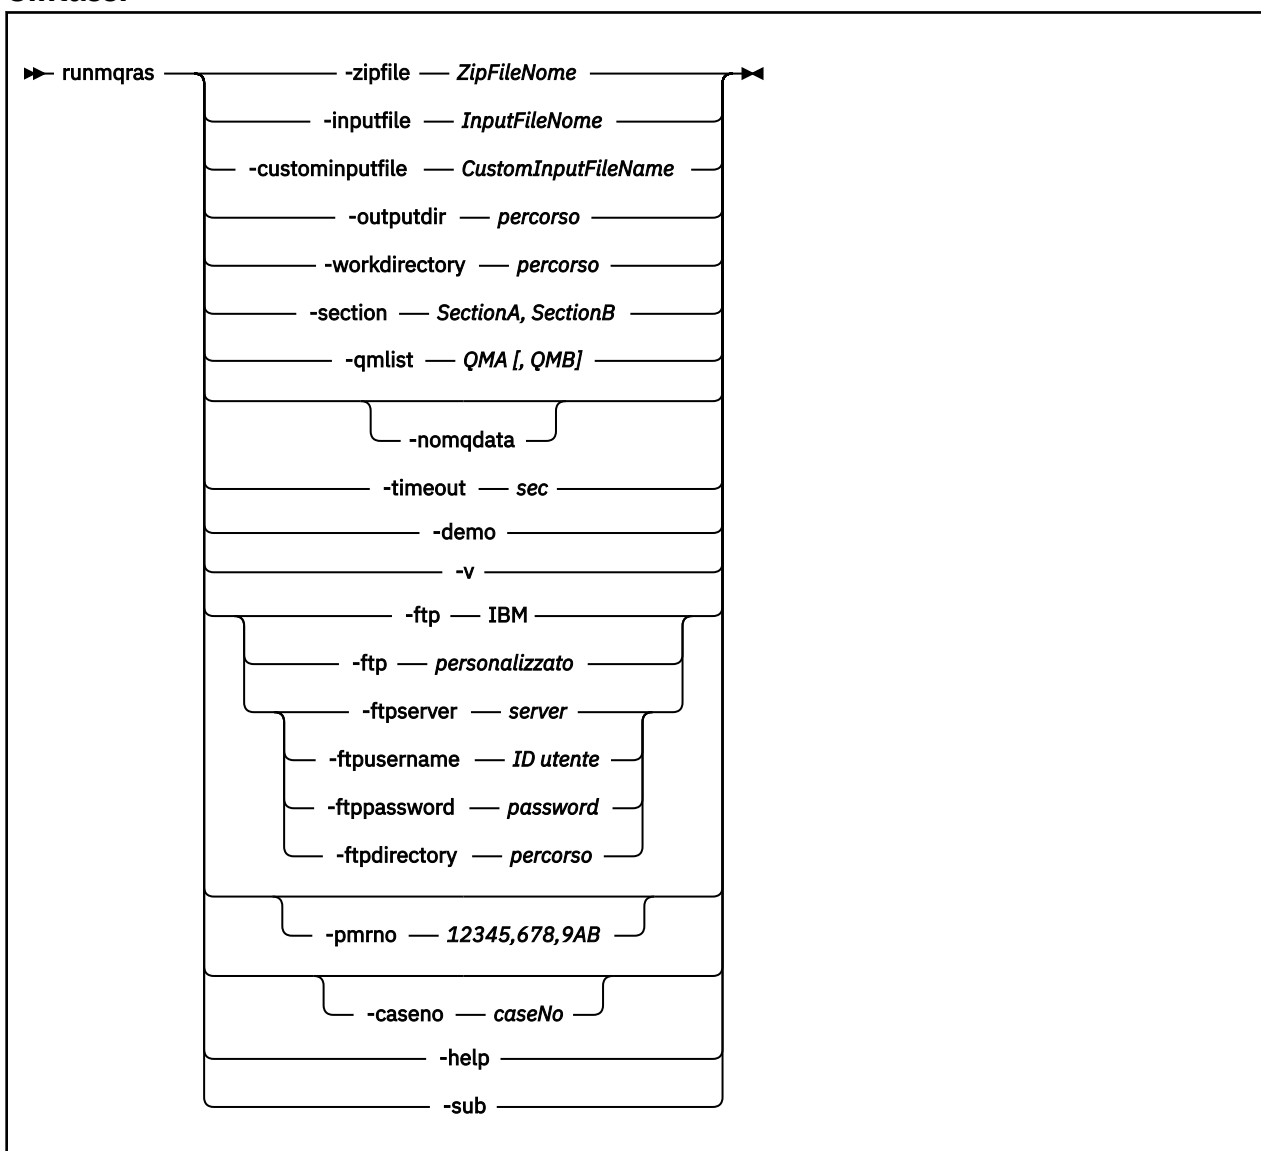 runmqras -zipfile ZipFileNome
-inputfile InputFileNome
-custominputfile CustomInputFileName
-outputdir percorso
-workdirectory percorso
-section SectionA, SectionB
-qmlist QMA [, QMB]
-nomqdata
-timeout sec
-demo
-v
-ftp IBM
-ftp personalizzato
-ftpserver server
-ftpusername ID utente
-ftppassword password
-ftpdirectory percorso
-pmrno 12345,678,9AB
-caseno caseNo
-help
-sub